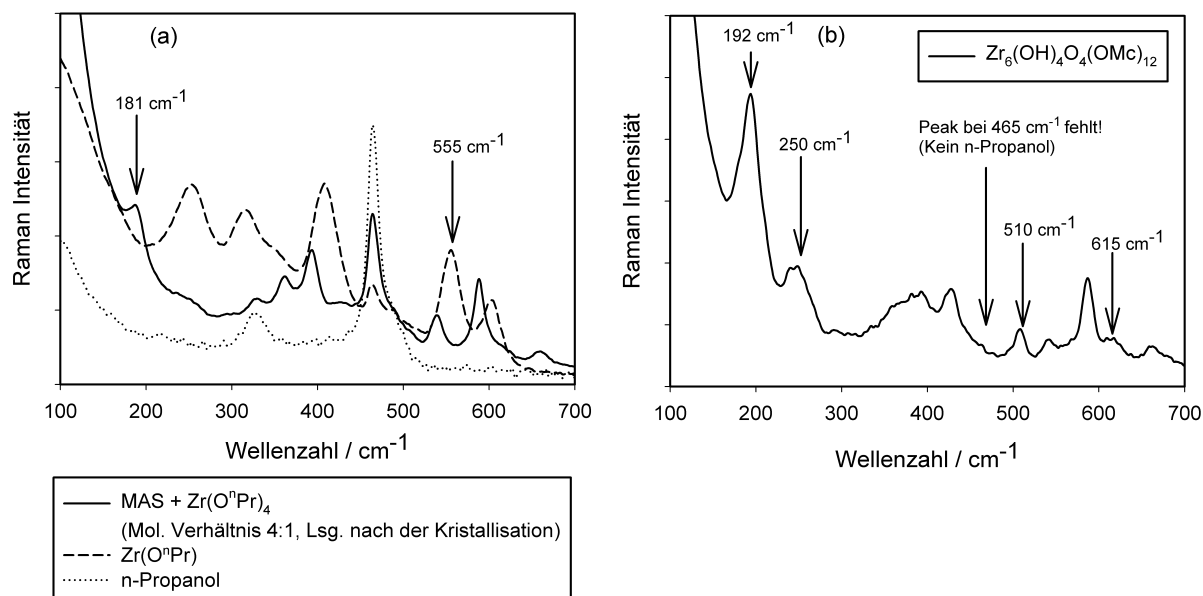 (a)
181 cm⁻¹
555 cm⁻¹
Raman Intensität
100 200 300 400 500 600 700
Wellenzahl / cm⁻¹
MAS + Zr(OⁿPr)₄
(Mol. Verhältnis 4:1, Lsg. nach der Kristallisation)
Zr(OⁿPr)
n-Propanol
(b)
192 cm⁻¹
Zr₆(OH)₄O₄(OMc)₁₂
250 cm⁻¹
Peak bei 465 cm⁻¹ fehlt!
(Kein n-Propanol)
510 cm⁻¹
615 cm⁻¹
Raman Intensität
100 200 300 400 500 600 700
Wellenzahl / cm⁻¹